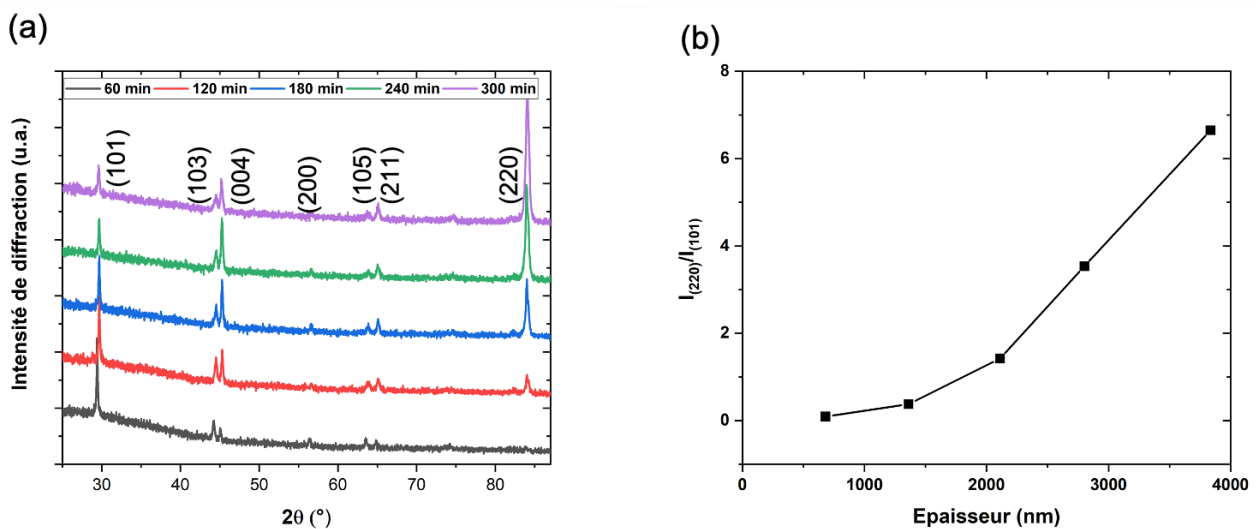 (a)
60 min 120 min 180 min 240 min 300 min
(101)
(103)
(004)
(200)
(105)
(211)
(220)
Intensité de diffraction (u.a.)
30 40 50 60 70 80
2θ (°)
(b)
8
6
4
2
0
I(220)/I(101)
0 1000 2000 3000 4000
Epaisseur (nm)